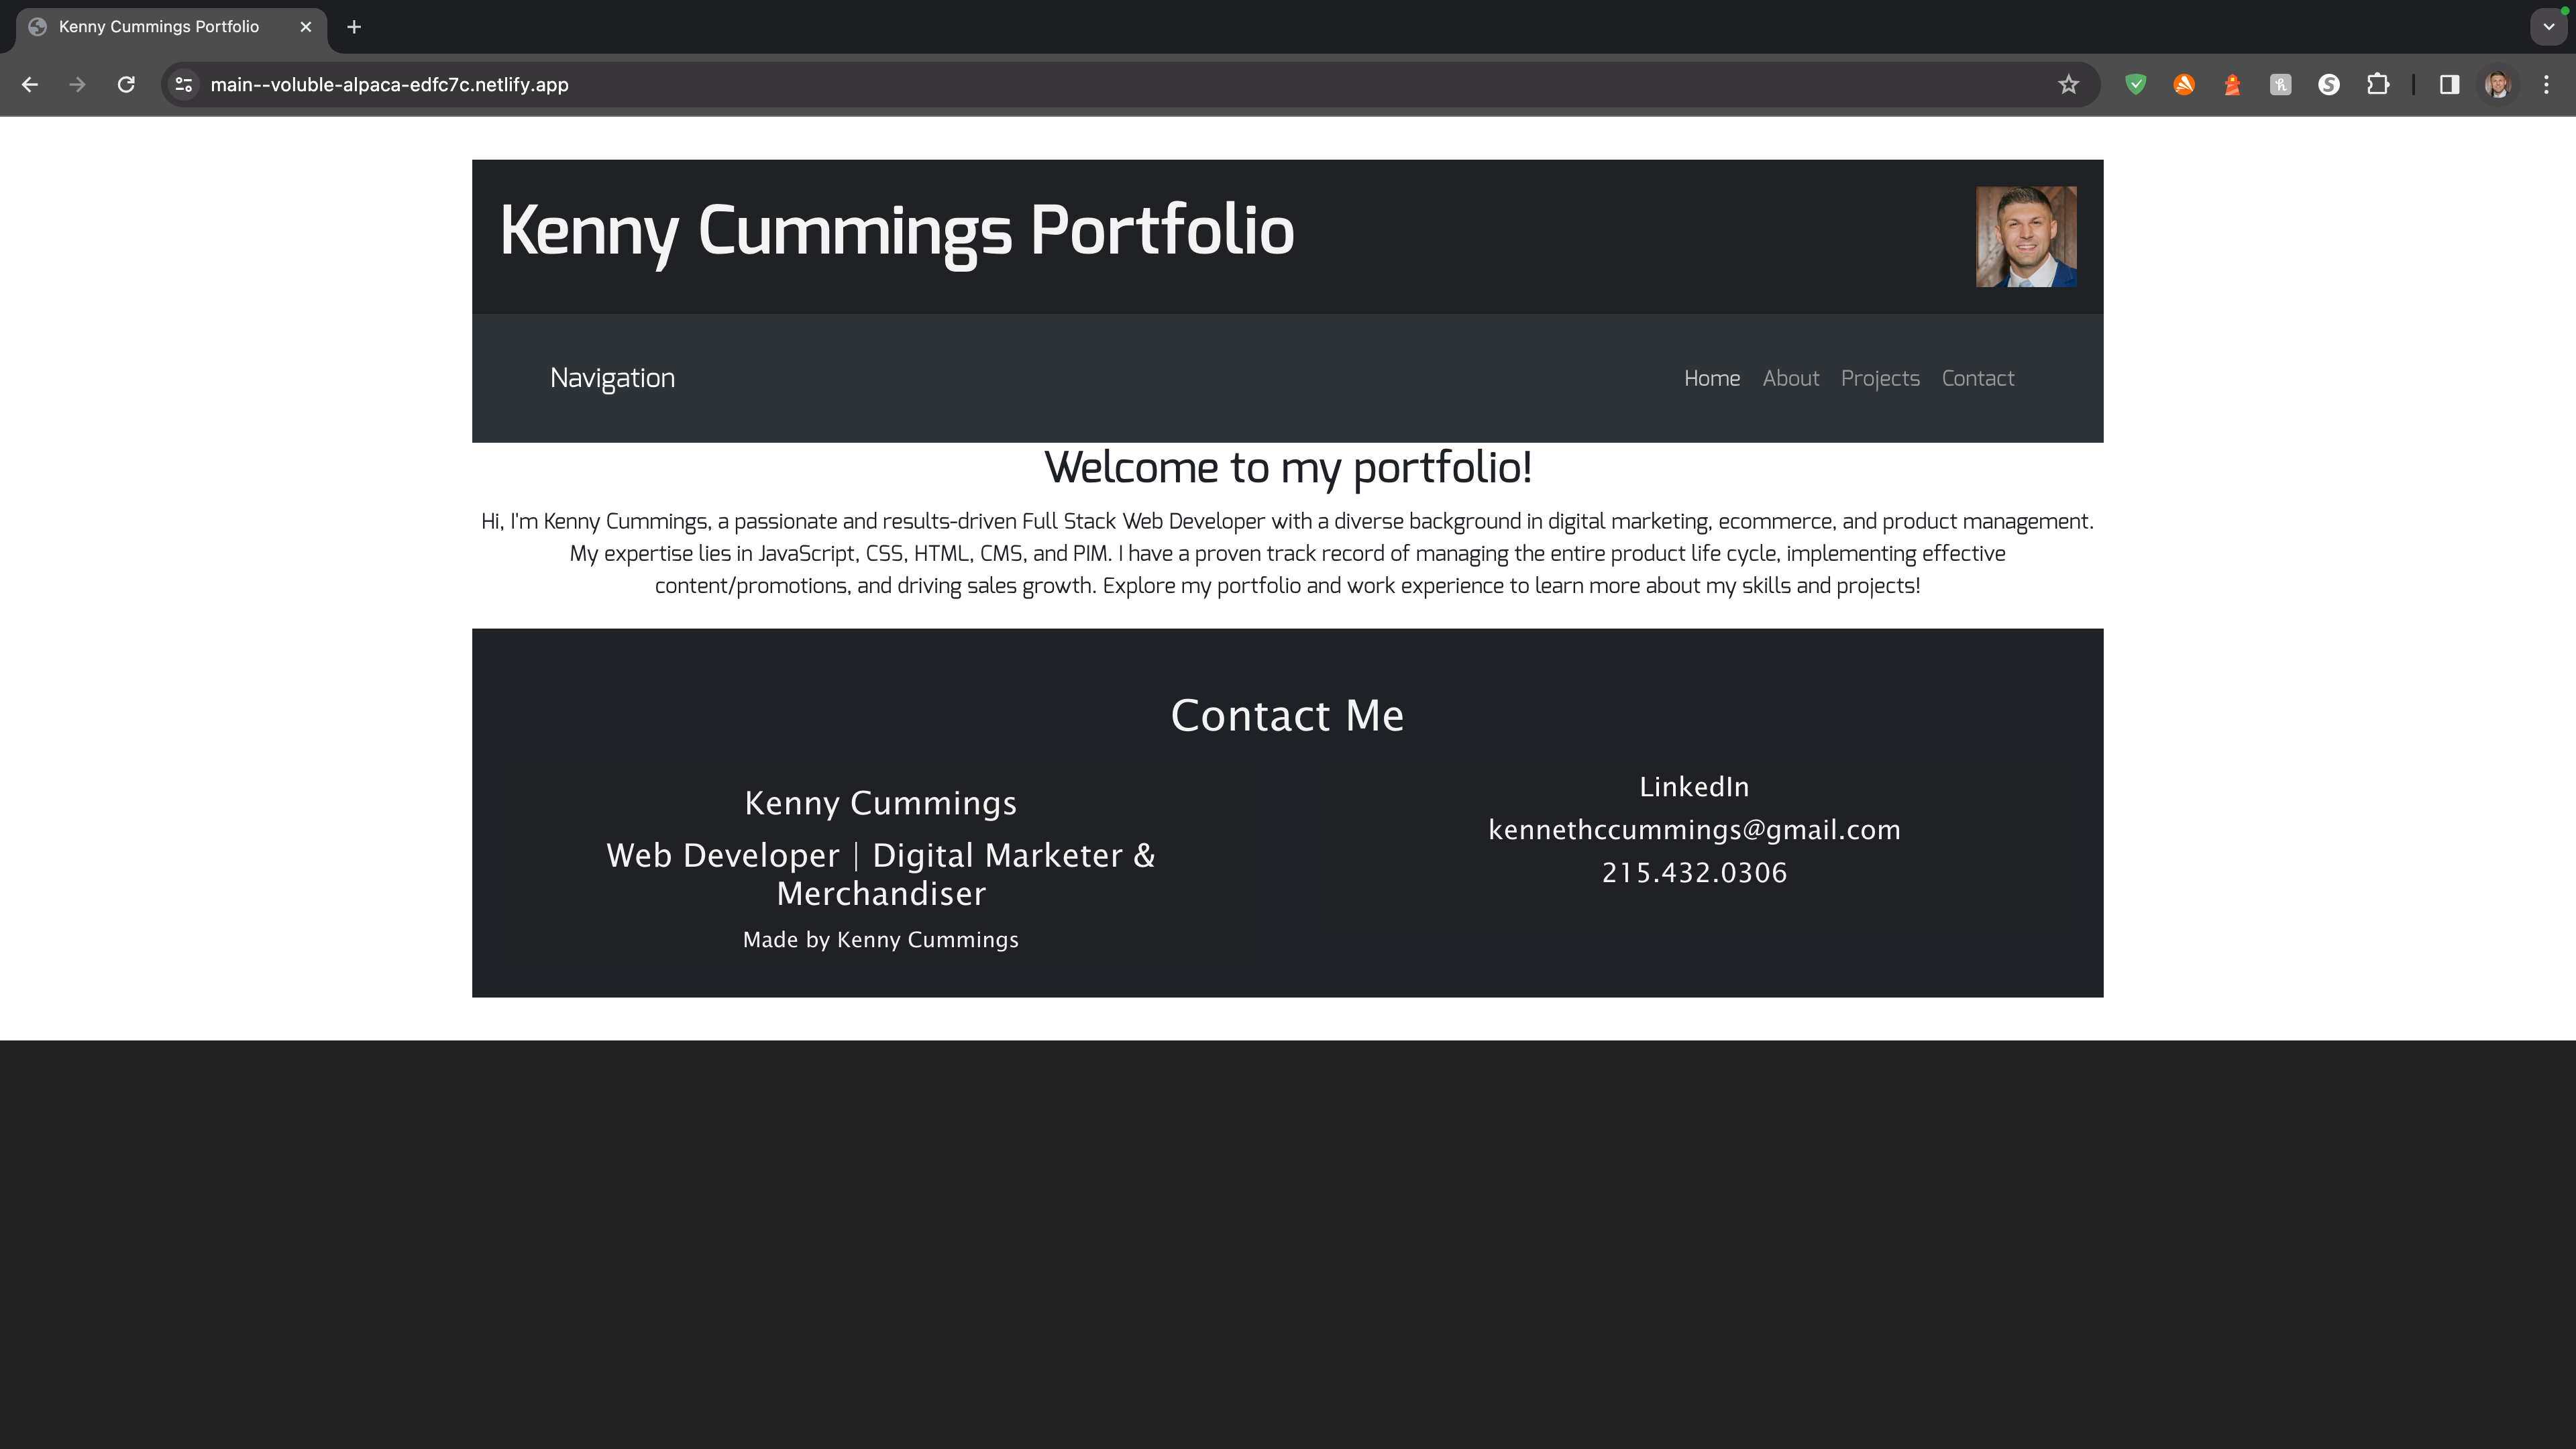 Kenny Cummings Portfolio
main--voluble-alpaca-edfc7c.netlify.app
Kenny Cummings Portfolio
Navigation
Home About Projects Contact
Welcome to my portfolio!
Hi, I'm Kenny Cummings, a passionate and results-driven Full Stack Web Developer with a diverse background in digital marketing, ecommerce, and product management.
My expertise lies in JavaScript, CSS, HTML, CMS, and PIM. I have a proven track record of managing the entire product life cycle, implementing effective
content/promotions, and driving sales growth. Explore my portfolio and work experience to learn more about my skills and projects!
Contact Me
Kenny Cummings
Web Developer | Digital Marketer &
Merchandiser
Made by Kenny Cummings
LinkedIn
kennethccummings@gmail.com
215.432.0306